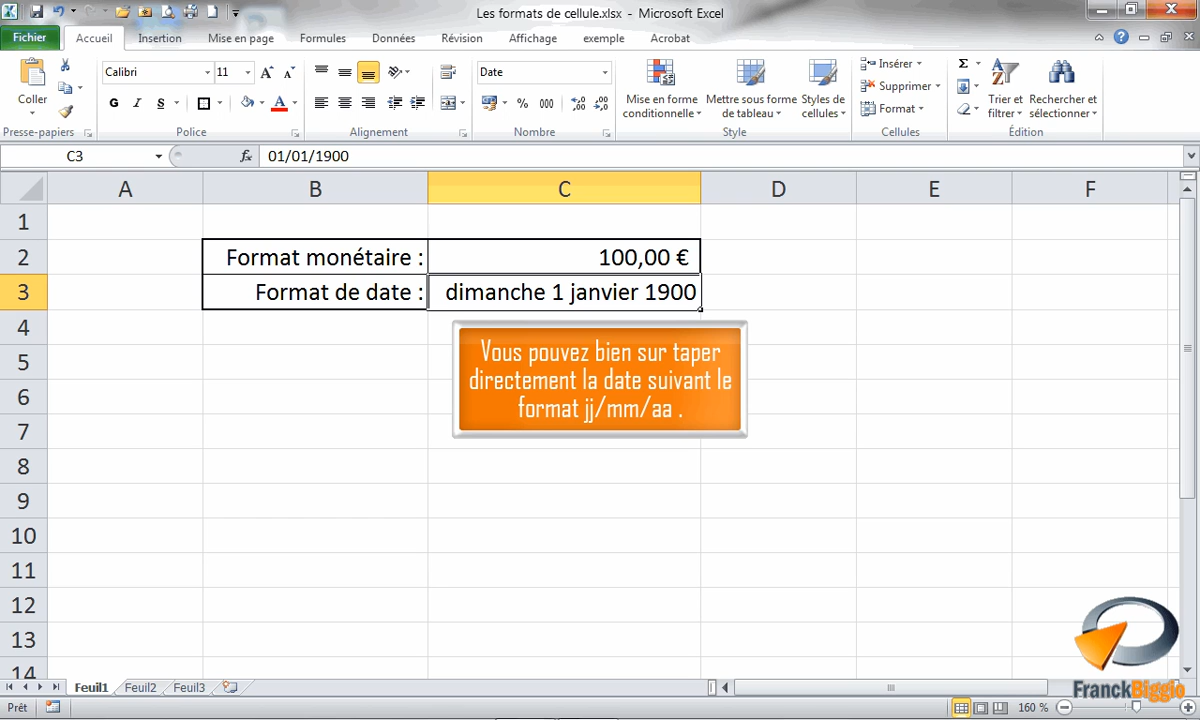 Les formats de cellule.xlsx - Microsoft Excel
Fichier Accueil Insertion Mise en page Formules Données Révision Affichage exemple Acrobat
Coller
Presse-papiers
Calibri 11
G I S A
Police
Alignement
Date
% 000
Nombre
Mise en forme conditionnelle
Mettre sous forme de tableau
Styles de cellules
Style
Insérer
Supprimer
Format
Cellules
Σ
Trier et filtrer
Rechercher et sélectionner
Édition
C3 fx 01/01/1900
A B C D E F
1
2 Format monétaire : 100,00 €
3 Format de date : dimanche 1 janvier 1900
4
Vous pouvez bien sur taper
directement la date suivant le
format jj/mm/aa .
5
6
7
8
9
10
11
12
13
14
FranckBiggio
Feuil1 Feuil2 Feuil3
Prêt 160 %